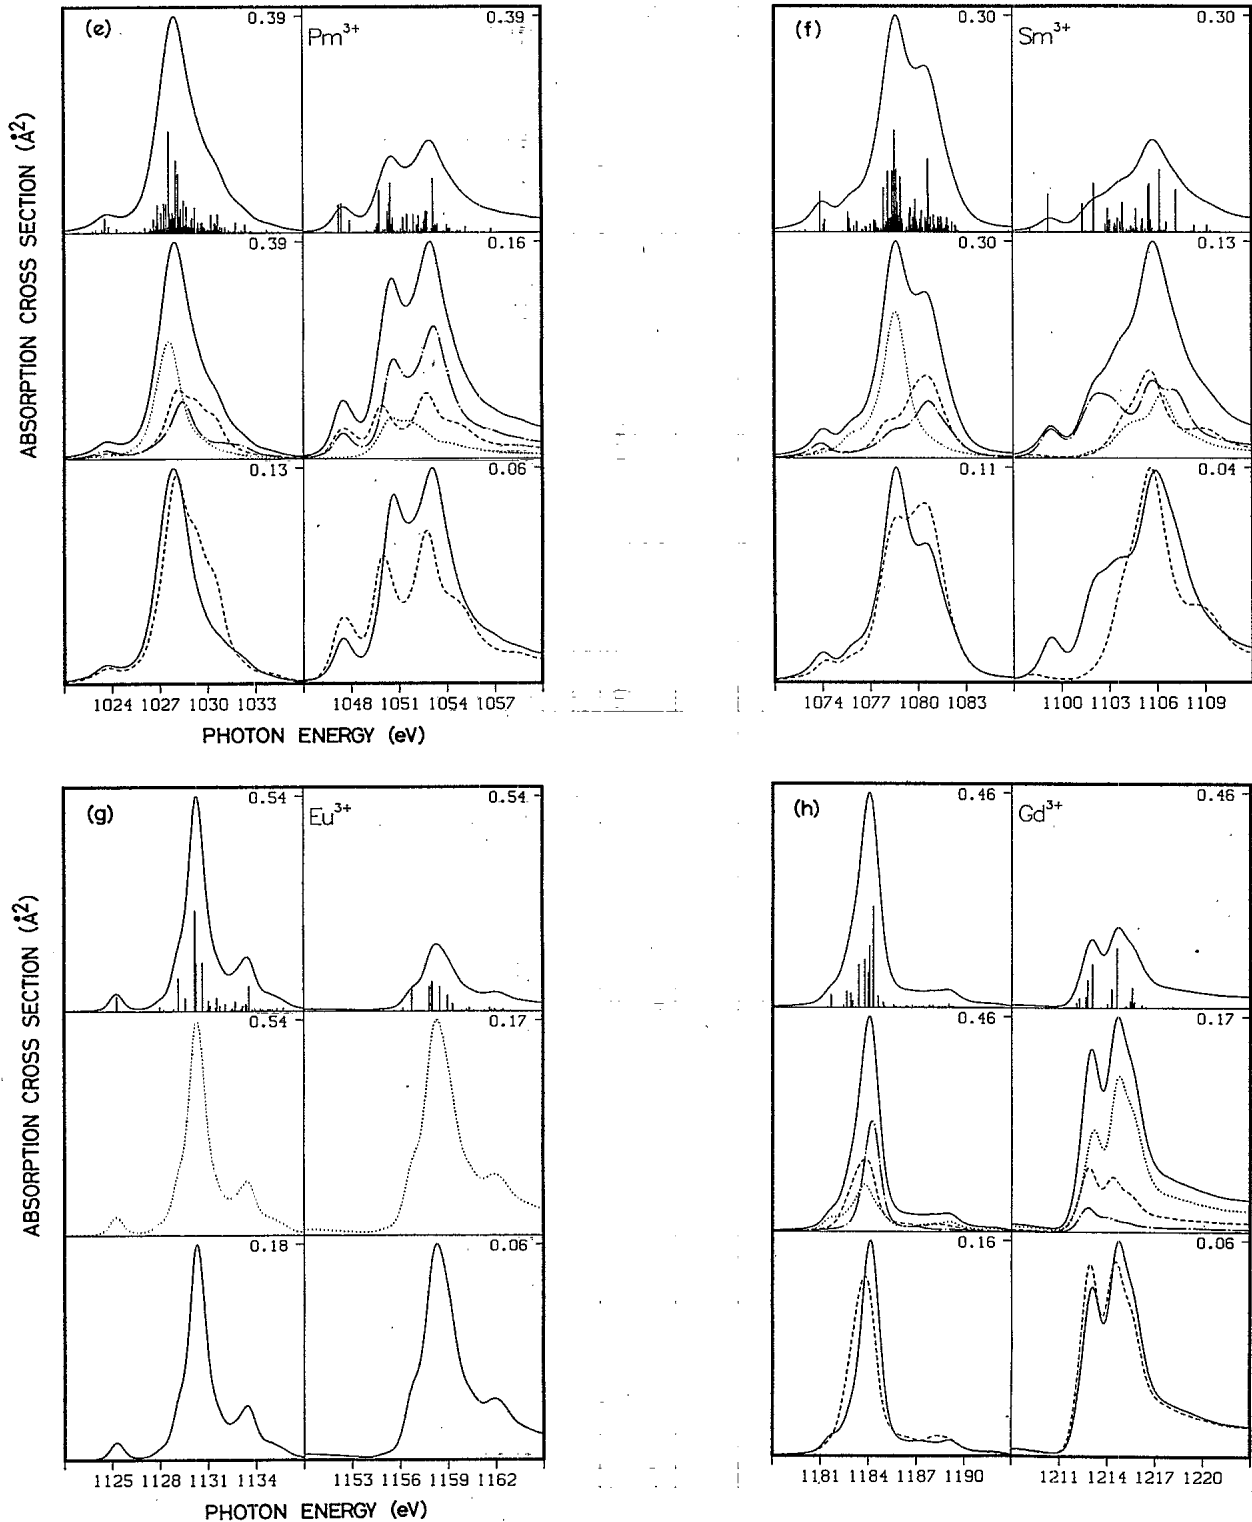 (e) 0.39 Pm3+ 0.39
0.39 0.16
0.13 0.06
1024 1027 1030 1033 1048 1051 1054 1057
PHOTON ENERGY (eV)
ABSORPTION CROSS SECTION (Å2)
(f) 0.30 Sm3+ 0.30
0.30 0.13
0.11 0.04
1074 1077 1080 1083 1100 1103 1106 1109
(g) 0.54 Eu3+ 0.54
0.54 0.17
0.18 0.06
1125 1128 1131 1134 1153 1156 1159 1162
PHOTON ENERGY (eV)
ABSORPTION CROSS SECTION (Å2)
(h) 0.46 Gd3+ 0.46
0.46 0.17
0.16 0.06
1181 1184 1187 1190 1211 1214 1217 1220